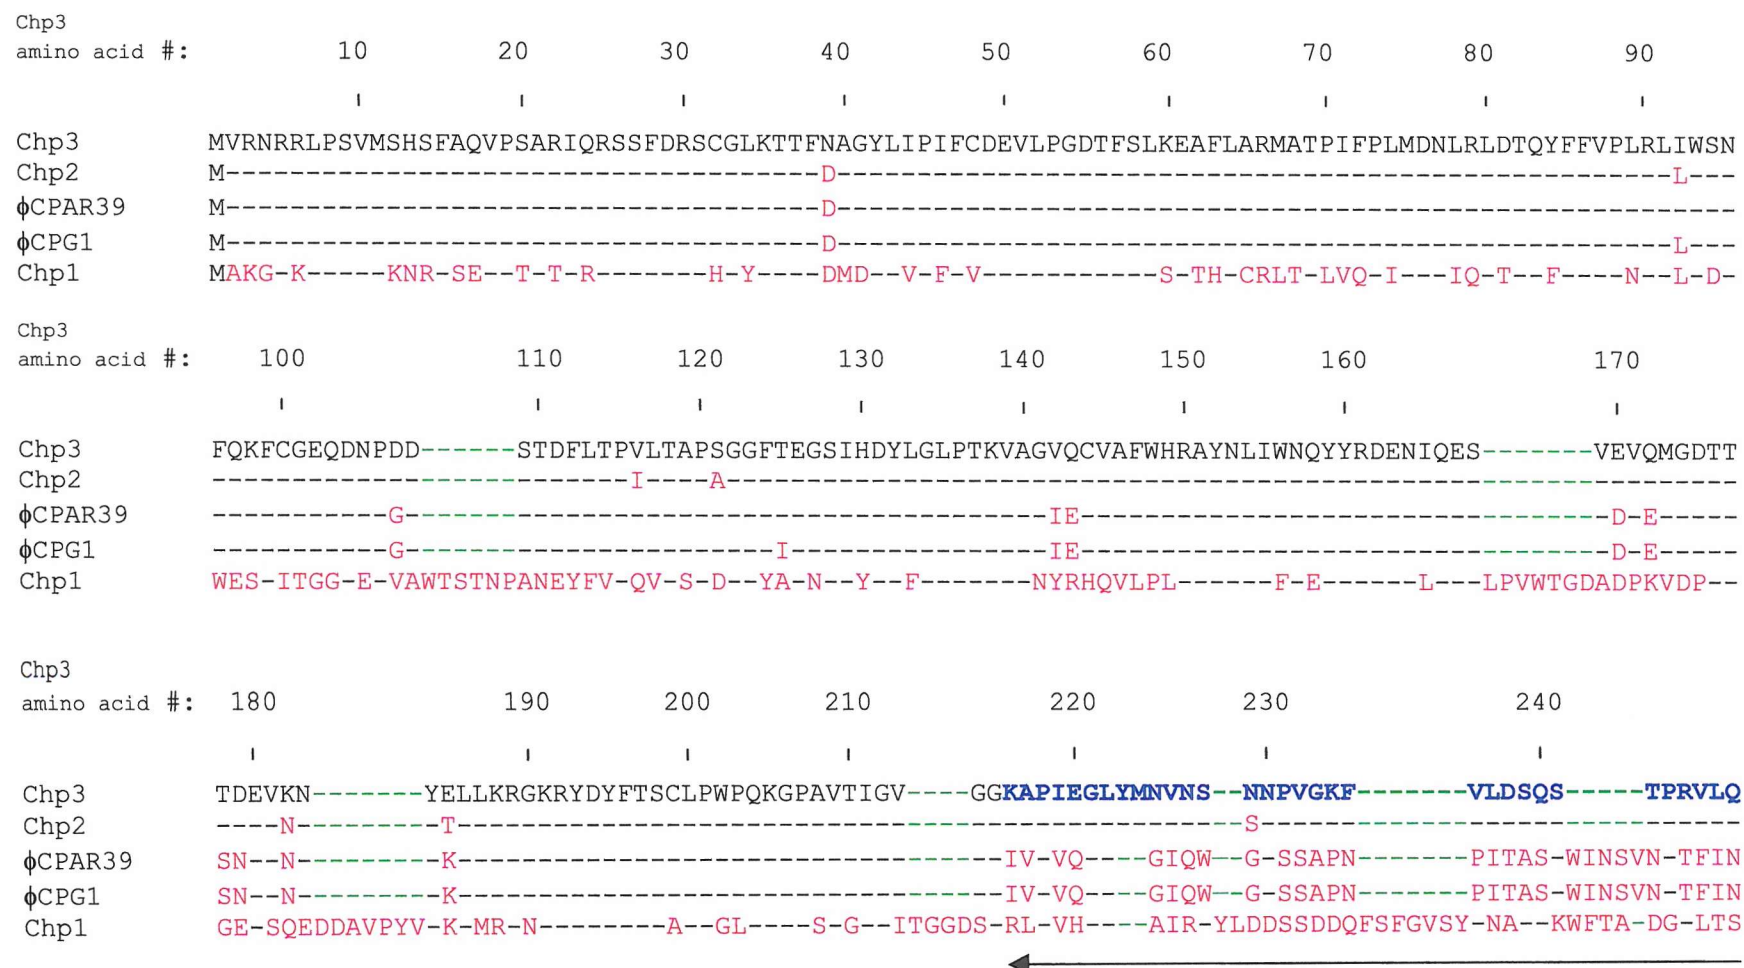 Chp3
amino acid #: 10 20 30 40 50 60 70 80 90
Chp3 MVRNRRLPSVMSHSFAQVPSARIQRSSFDRSCGLKTTFNAGYLIPIFCDEVLPGDTFSLKEAFLARMATPIFPLMDNLRLDTQYFFVPLRLIWSN
Chp2 M-------------------------------------D----------------------------------------------------L---
ϕCPAR39 M-------------------------------------D--------------------------------------------------------
ϕCPG1 M-------------------------------------D----------------------------------------------------L---
Chp1 MAKG-K-----KNR-SE--T-T-R-------H-Y----DMD--V-F-V-----------S-TH-CRLT-LVQ-I---IQ-T--F----N-L-D-
Chp3
amino acid #: 100 110 120 130 140 150 160 170
Chp3 FQKFCGEQDNPDD------STDFLTPVLTAPSGGFTEGSIHDYLGLPTKVAGVQCVAFWHRAYNLIWNQYYRDENIQES-------VEVQMGDTT
Chp2 --------------------------I----A---------------------------------------------------------------
ϕCPAR39 -----------G----------------------------------------IE---------------------------------D-E-----
ϕCPG1 -----------G-----------------------I----------------IE---------------------------------D-E-----
Chp1 WES-ITGG-E-VAWTSTNPANEYFV-QV-S-D--YA-N--Y--F-------NYRHQVLPL------F-E------L---LPVWTGDADPKVDP--
Chp3
amino acid #: 180 190 200 210 220 230 240
Chp3 TDEVKN-------YELLKRGKRYDYFTSCLPWPQKGPAVTIGV----GGKAPIEGLYMNVNS--NNPVGKF-------VLDSQS-----TPRVLQ
Chp2 ----N---------T-------------------------------------------------S------------------------------
ϕCPAR39 SN--N---------K----------------------------------IV-VQ----GIQW--G-SSAPN-------PITAS-WINSVN-TFIN
ϕCPG1 SN--N---------K----------------------------------IV-VQ----GIQW--G-SSAPN-------PITAS-WINSVN-TFIN
Chp1 GE-SQEDDAVPYV-K-MR-N--------A--GL----S-G--ITGGDS-RL-VH----AIR-YLDDSSDDQFSFGVSY-NA--KWFTA-DG-LTS